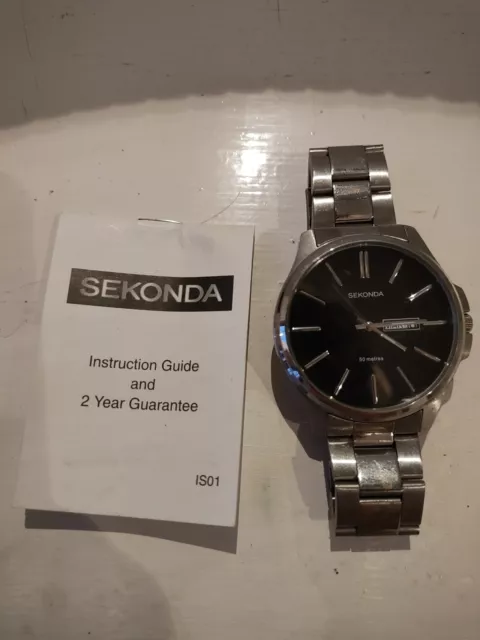 SEKONDA
Instruction Guide
and
2 Year Guarantee
IS01
SEKONDA
50 metres